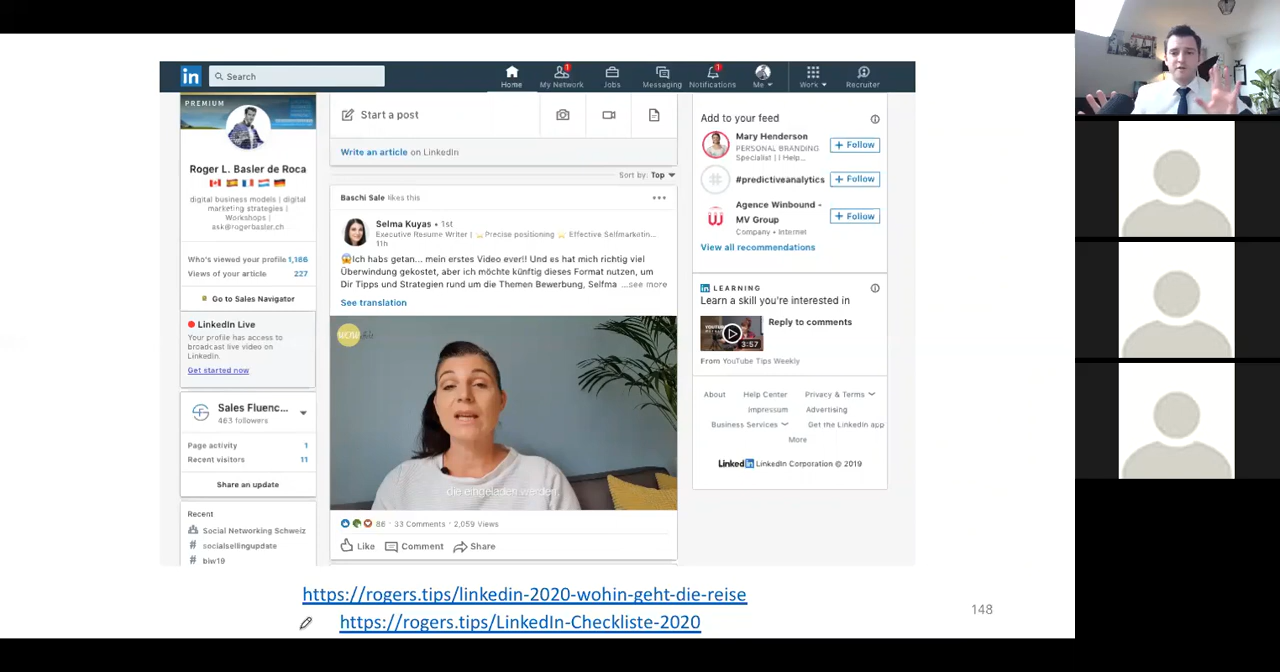 in Search Home My Network Jobs Messaging Notifications Me Work Recruiter
1 1
PREMIUM
Roger L. Basler de Roca
digital business models | digital
marketing strategies |
Workshops |
ask@rogerbasler.ch
Who's viewed your profile 1,186
Views of your article 227
Go to Sales Navigator
LinkedIn Live
Your profile has access to
broadcast live video on
LinkedIn.
Get started now
Sales Fluenc...
463 followers
Page activity 1
Recent visitors 11
Share an update
Recent
Social Networking Schweiz
# socialsellingupdate
# biw19
Start a post
Write an article on LinkedIn
Sort by: Top
Baschi Sale likes this
Selma Kuyas • 1st
Executive Resume Writer | Precise positioning Effective Selfmarketin...
11h
Ich habs getan... mein erstes Video ever!! Und es hat mich richtig viel
Überwindung gekostet, aber ich möchte künftig dieses Format nutzen, um
Dir Tipps und Strategien rund um die Themen Bewerbung, Selfma ...see more
See translation
die eingeladen werden,
86 · 33 Comments · 2,059 Views
Like Comment Share
Add to your feed
Mary Henderson
PERSONAL BRANDING
Specialist | I Help...
+ Follow
#predictiveanalytics
+ Follow
Agence Winbound -
MV Group
Company • Internet
+ Follow
View all recommendations
in LEARNING
Learn a skill you're interested in
Reply to comments
3:57
From YouTube Tips Weekly
About Help Center Privacy & Terms
Impressum Advertising
Business Services Get the LinkedIn app
More
Linked in LinkedIn Corporation © 2019
https://rogers.tips/linkedin-2020-wohin-geht-die-reise
https://rogers.tips/LinkedIn-Checkliste-2020
148